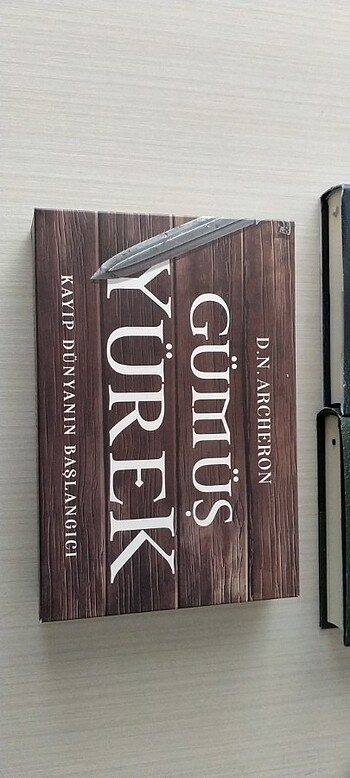 D.N. ARCHERON
GÜMÜŞ
YÜREK
KAYIP DÜNYANIN BAŞLANGICI